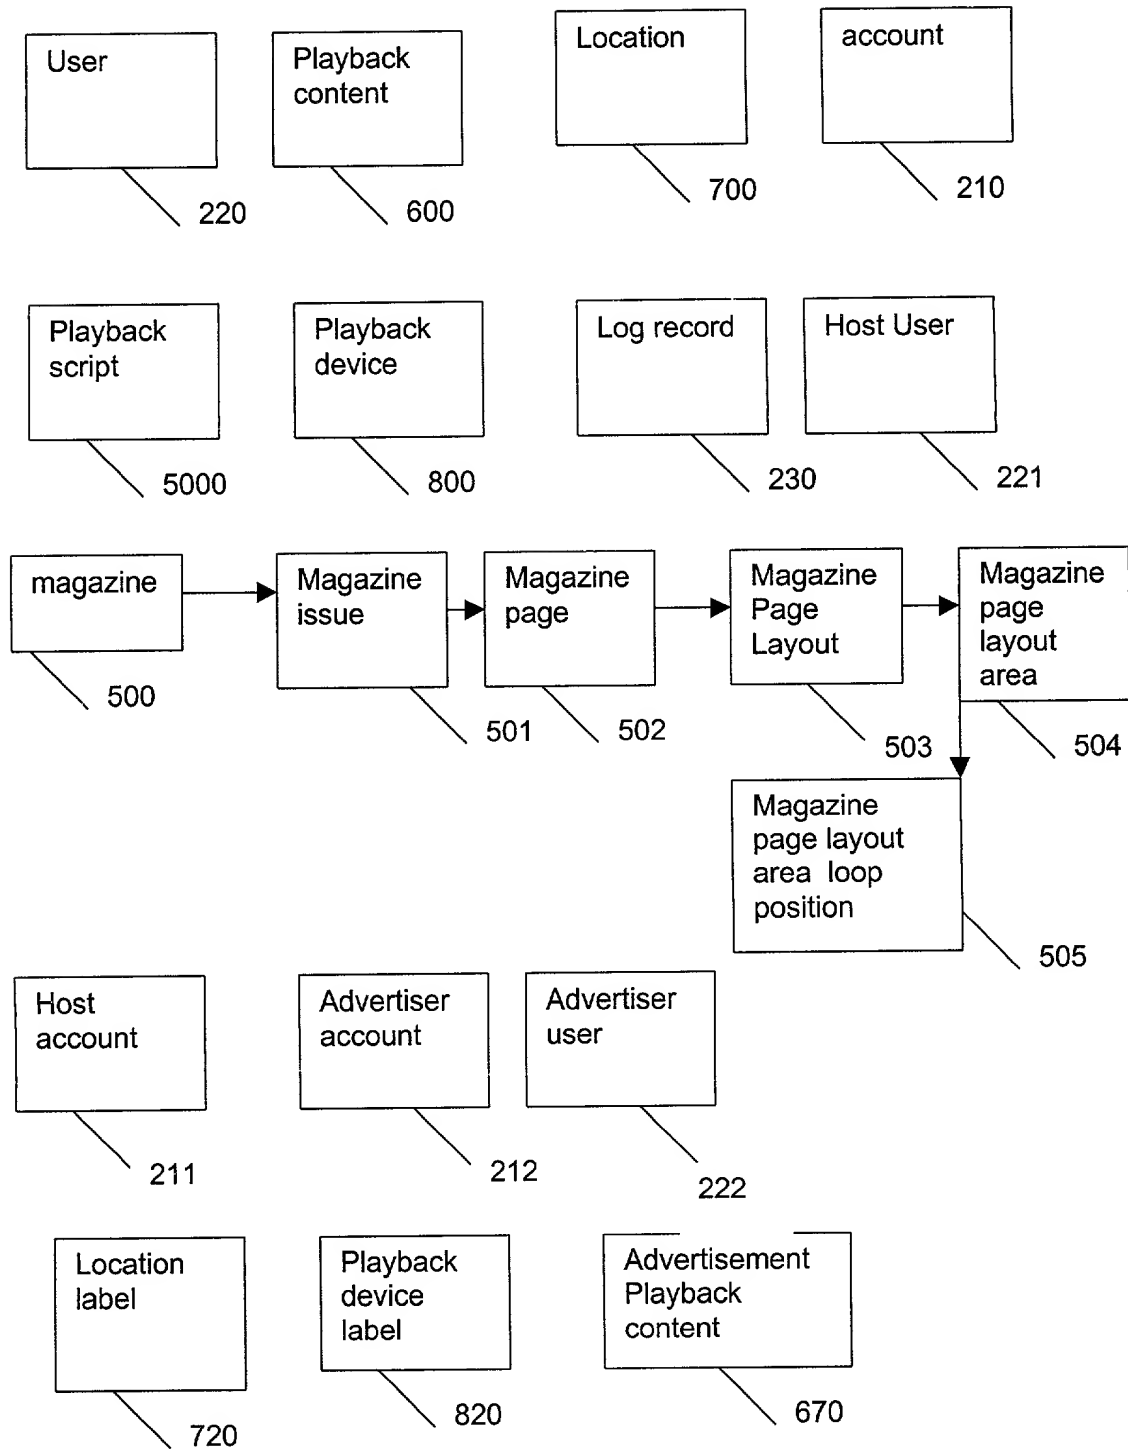 User
Playback
content
Location
account
220
600
700
210
Playback
script
Playback
device
Log record
Host User
5000
800
230
221
magazine
Magazine
issue
Magazine
page
Magazine
Page
Layout
Magazine
page
layout
area
500
501
502
503
504
Magazine
page layout
area loop
position
505
Host
account
Advertiser
account
Advertiser
user
211
212
222
Location
label
Playback
device
label
Advertisement
Playback
content
720
820
670